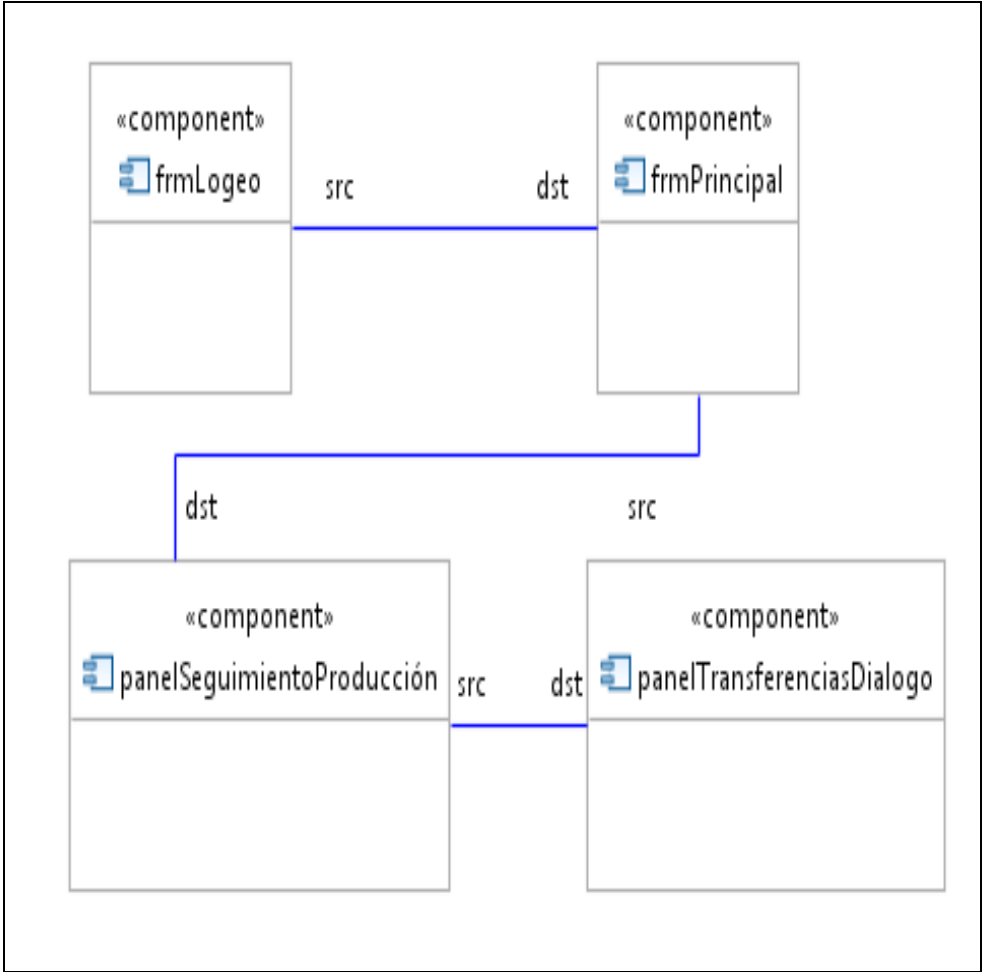 «component»
frmLogeo
src
dst
«component»
frmPrincipal
dst
src
«component»
panelSeguimientoProducción
src
dst
«component»
panelTransferenciasDialogo